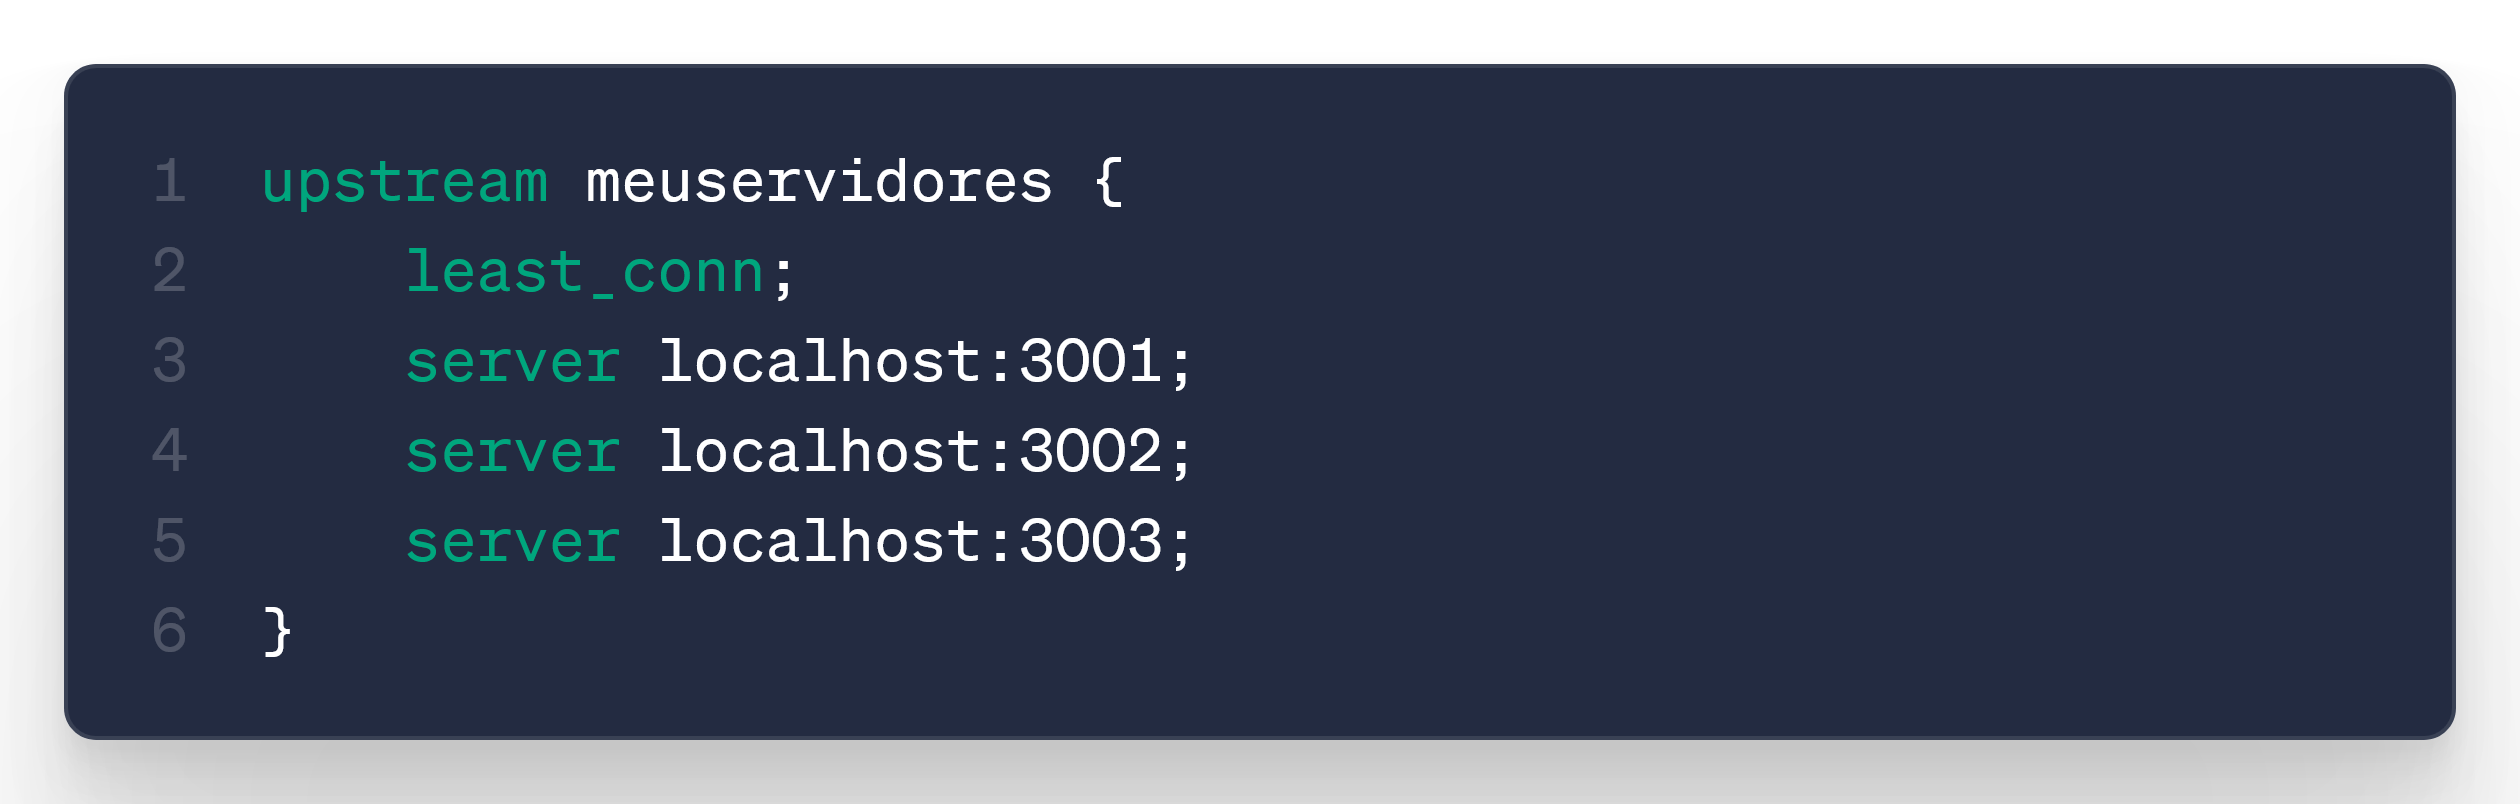 1 upstream meuservidores {
2     least_conn;
3     server localhost:3001;
4     server localhost:3002;
5     server localhost:3003;
6 }